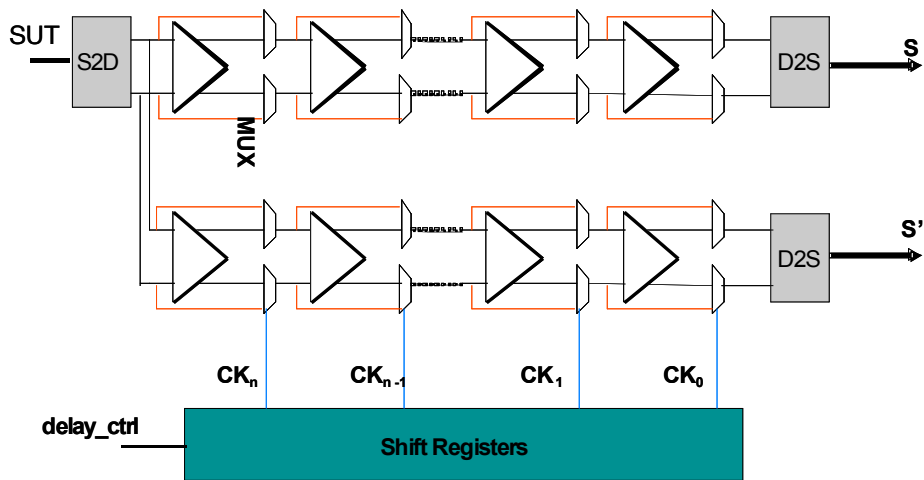 SUT
S2D
MUX
D2S
S
D2S
S’
CKn
CKn-1
CK1
CK0
delay_ctrl
Shift Registers